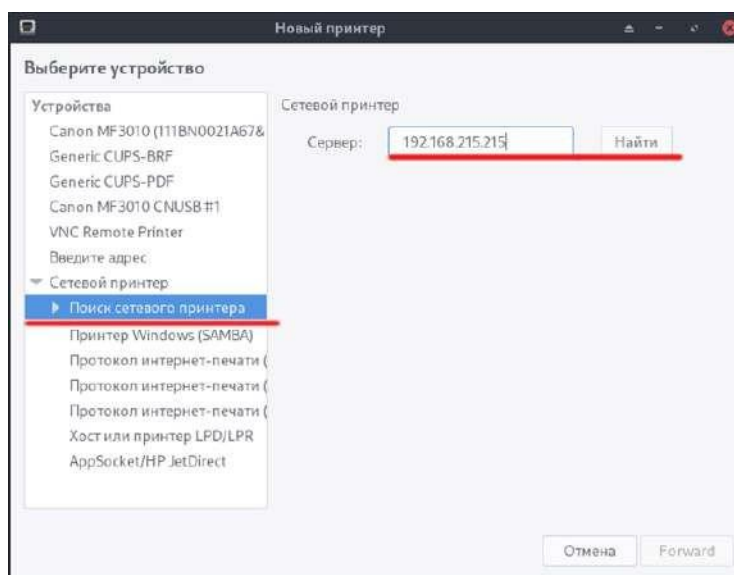 Новый принтер
Выберите устройство
Устройства
Canon MF3010 (111BN0021A67&
Generic CUPS-BRF
Generic CUPS-PDF
Canon MF3010 CNUSB #1
VNC Remote Printer
Введите адрес
Сетевой принтер
Поиск сетевого принтера
Принтер Windows (SAMBA)
Протокол интернет-печати (
Протокол интернет-печати (
Протокол интернет-печати (
Хост или принтер LPD/LPR
AppSocket/HP JetDirect
Сетевой принтер
Сервер: 192.168.215.215 Найти
Отмена Forward